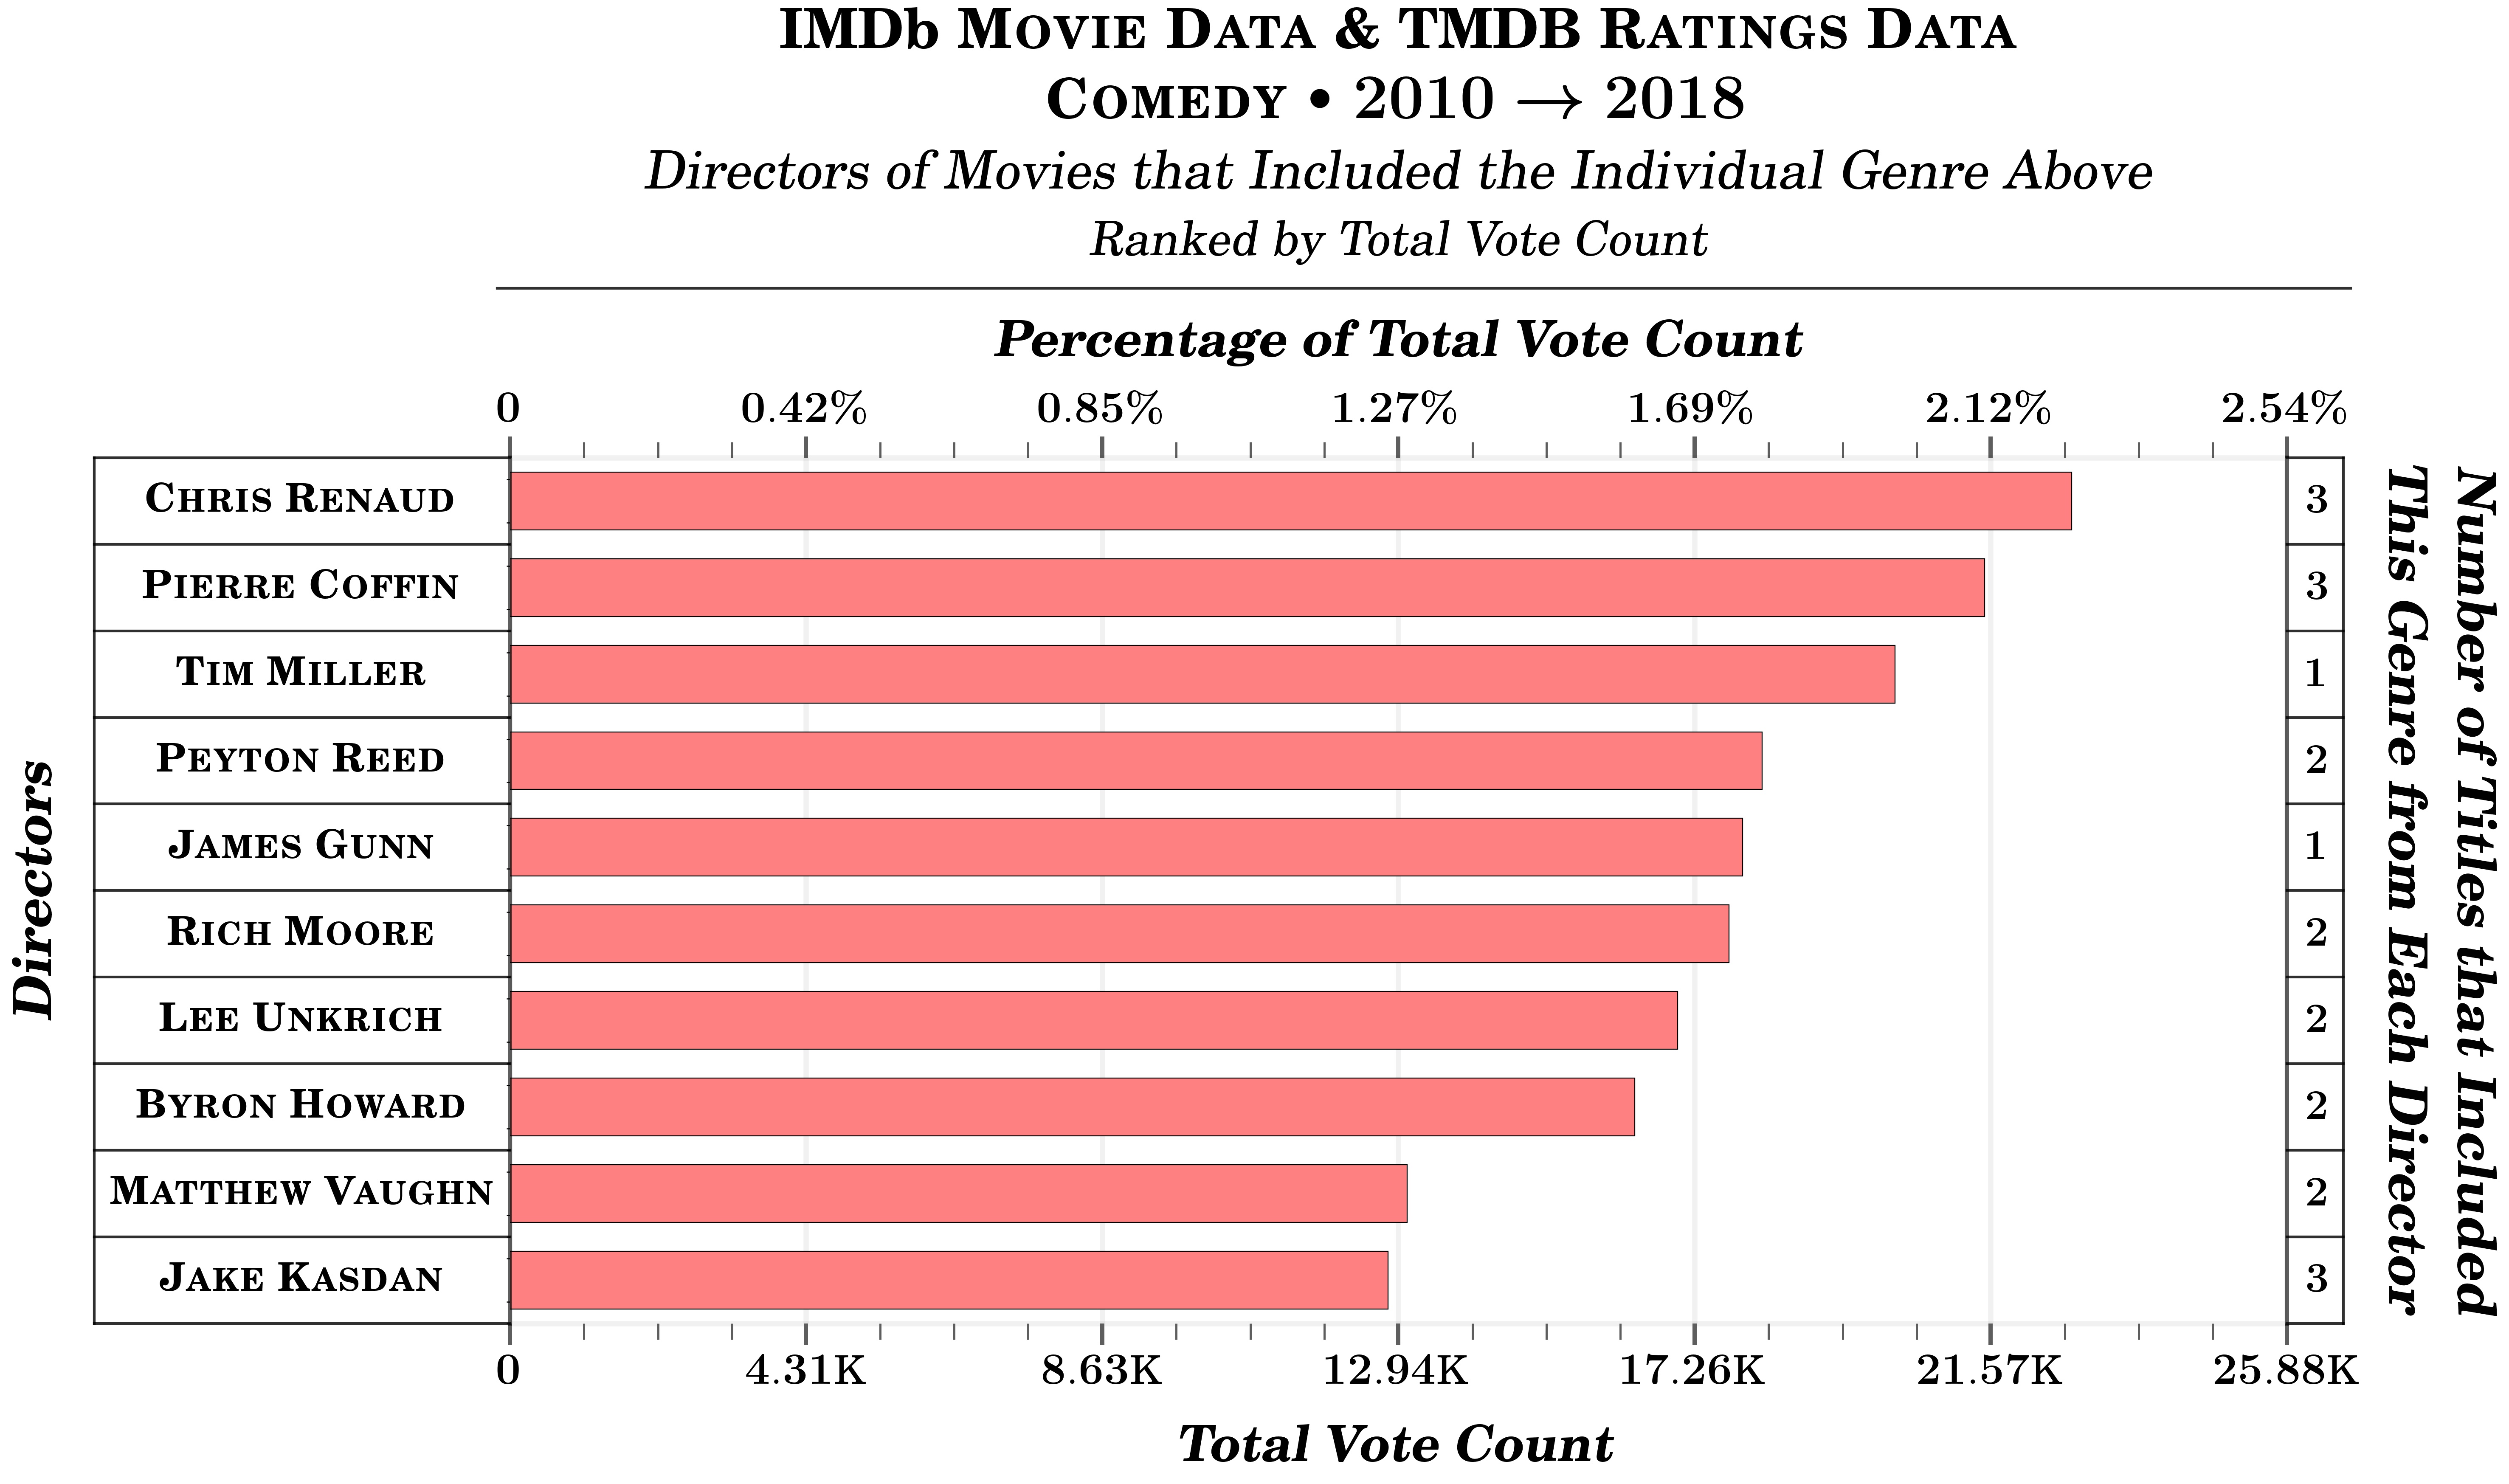 IMDb Movie Data & TMDB Ratings Data
Comedy • 2010 → 2018
Directors of Movies that Included the Individual Genre Above
Ranked by Total Vote Count
Percentage of Total Vote Count
0 0.42% 0.85% 1.27% 1.69% 2.12% 2.54%
Directors
Chris Renaud 3
Pierre Coffin 3
Tim Miller 1
Peyton Reed 2
James Gunn 1
Rich Moore 2
Lee Unkrich 2
Byron Howard 2
Matthew Vaughn 2
Jake Kasdan 3
Number of Titles that Included
This Genre from Each Director
0 4.31K 8.63K 12.94K 17.26K 21.57K 25.88K
Total Vote Count